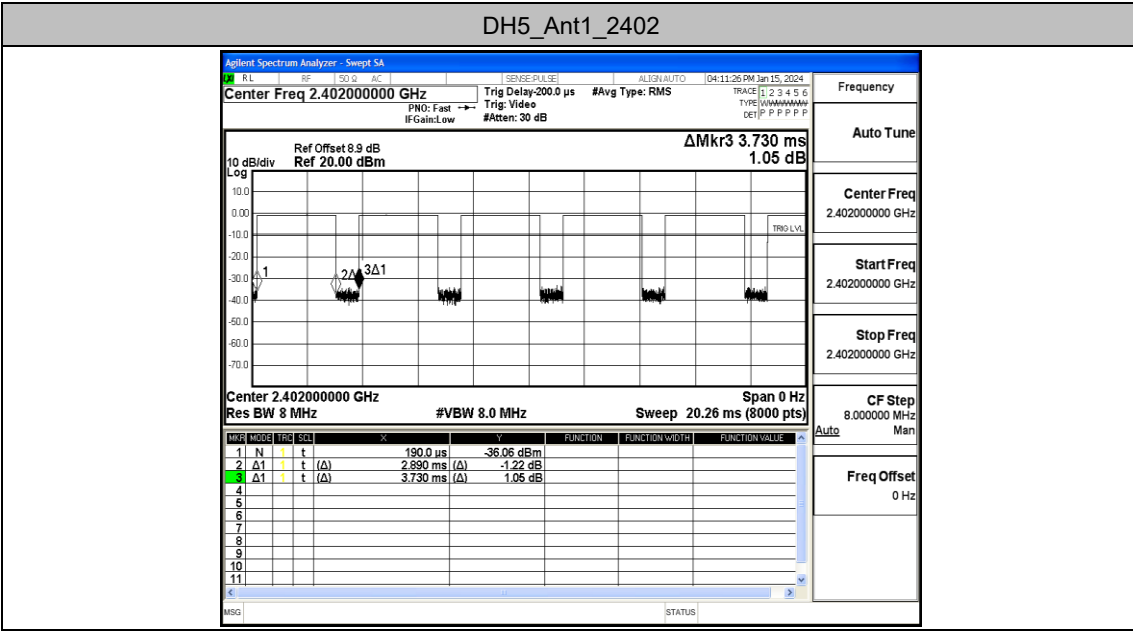 DH5_Ant1_2402
Agilent Spectrum Analyzer - Swept SA
LXI RL RF 50 Ω AC SENSE:PULSE ALIGN AUTO 04:11:26 PM Jan 15, 2024
Center Freq 2.402000000 GHz
PNO: Fast
IFGain:Low
Trig Delay-200.0 µs
Trig: Video
#Atten: 30 dB
#Avg Type: RMS
TRACE 1 2 3 4 5 6
TYPE
DET P P P P P P
Frequency
Auto Tune
Center Freq
2.402000000 GHz
Start Freq
2.402000000 GHz
Stop Freq
2.402000000 GHz
CF Step
8.000000 MHz
Auto Man
Freq Offset
0 Hz
ΔMkr3 3.730 ms
1.05 dB
Ref Offset 8.9 dB
10 dB/div Ref 20.00 dBm
Log
10.0
0.00
-10.0
-20.0
-30.0
-40.0
-50.0
-60.0
-70.0
TRIG LVL
1
3Δ1
Center 2.402000000 GHz Span 0 Hz
Res BW 8 MHz #VBW 8.0 MHz Sweep 20.26 ms (8000 pts)
MKR MODE TRC SCL X Y FUNCTION FUNCTION WIDTH FUNCTION VALUE
1 N 1 t 190.0 µs -36.06 dBm
2 Δ1 1 t (Δ) 2.890 ms (Δ) -1.22 dB
3 Δ1 1 t (Δ) 3.730 ms (Δ) 1.05 dB
4
5
6
7
8
9
10
11
MSG STATUS